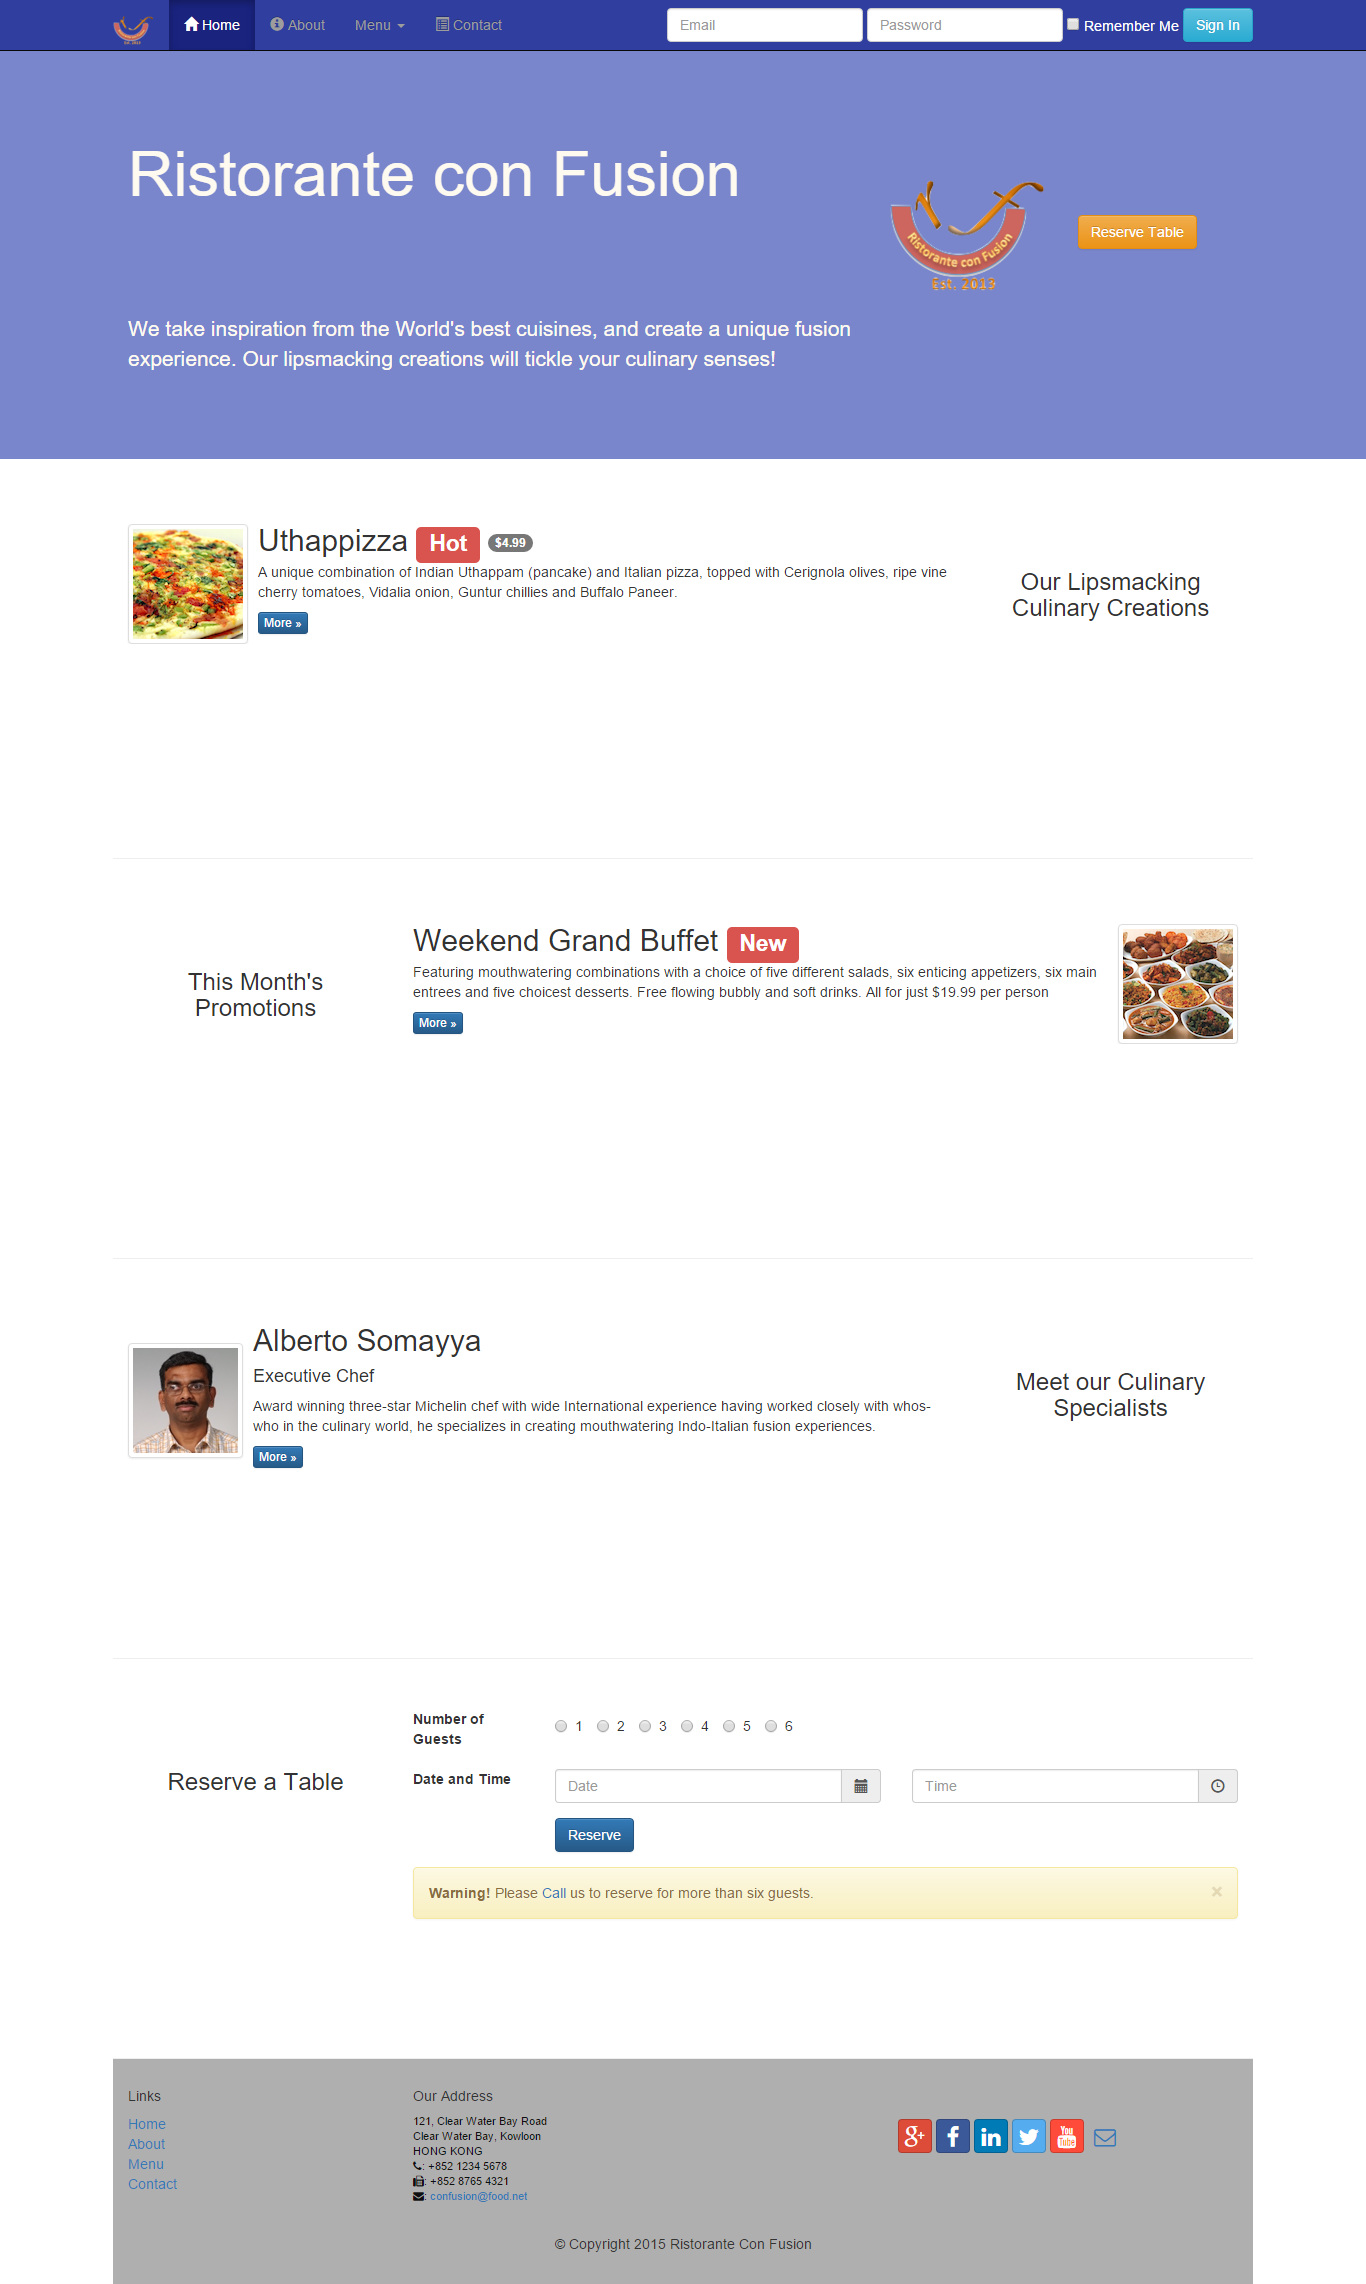 Home About Menu Contact Email Password Remember Me Sign In
Ristorante con Fusion
Ristorante con Fusion
Est. 2013
Reserve Table
We take inspiration from the World's best cuisines, and create a unique fusion
experience. Our lipsmacking creations will tickle your culinary senses!
Uthappizza Hot $4.99
A unique combination of Indian Uthappam (pancake) and Italian pizza, topped with Cerignola olives, ripe vine
cherry tomatoes, Vidalia onion, Guntur chillies and Buffalo Paneer.
More »
Our Lipsmacking
Culinary Creations
This Month's
Promotions
Weekend Grand Buffet New
Featuring mouthwatering combinations with a choice of five different salads, six enticing appetizers, six main
entrees and five choicest desserts. Free flowing bubbly and soft drinks. All for just $19.99 per person
More »
Alberto Somayya
Executive Chef
Award winning three-star Michelin chef with wide International experience having worked closely with whos-
who in the culinary world, he specializes in creating mouthwatering Indo-Italian fusion experiences.
More »
Meet our Culinary
Specialists
Reserve a Table
Number of
Guests
1 2 3 4 5 6
Date and Time Date Time
Reserve
Warning! Please Call us to reserve for more than six guests. ×
Links
Home
About
Menu
Contact
Our Address
121, Clear Water Bay Road
Clear Water Bay, Kowloon
HONG KONG
: +852 1234 5678
: +852 8765 4321
: confusion@food.net
g+ f in You Tube
© Copyright 2015 Ristorante Con Fusion